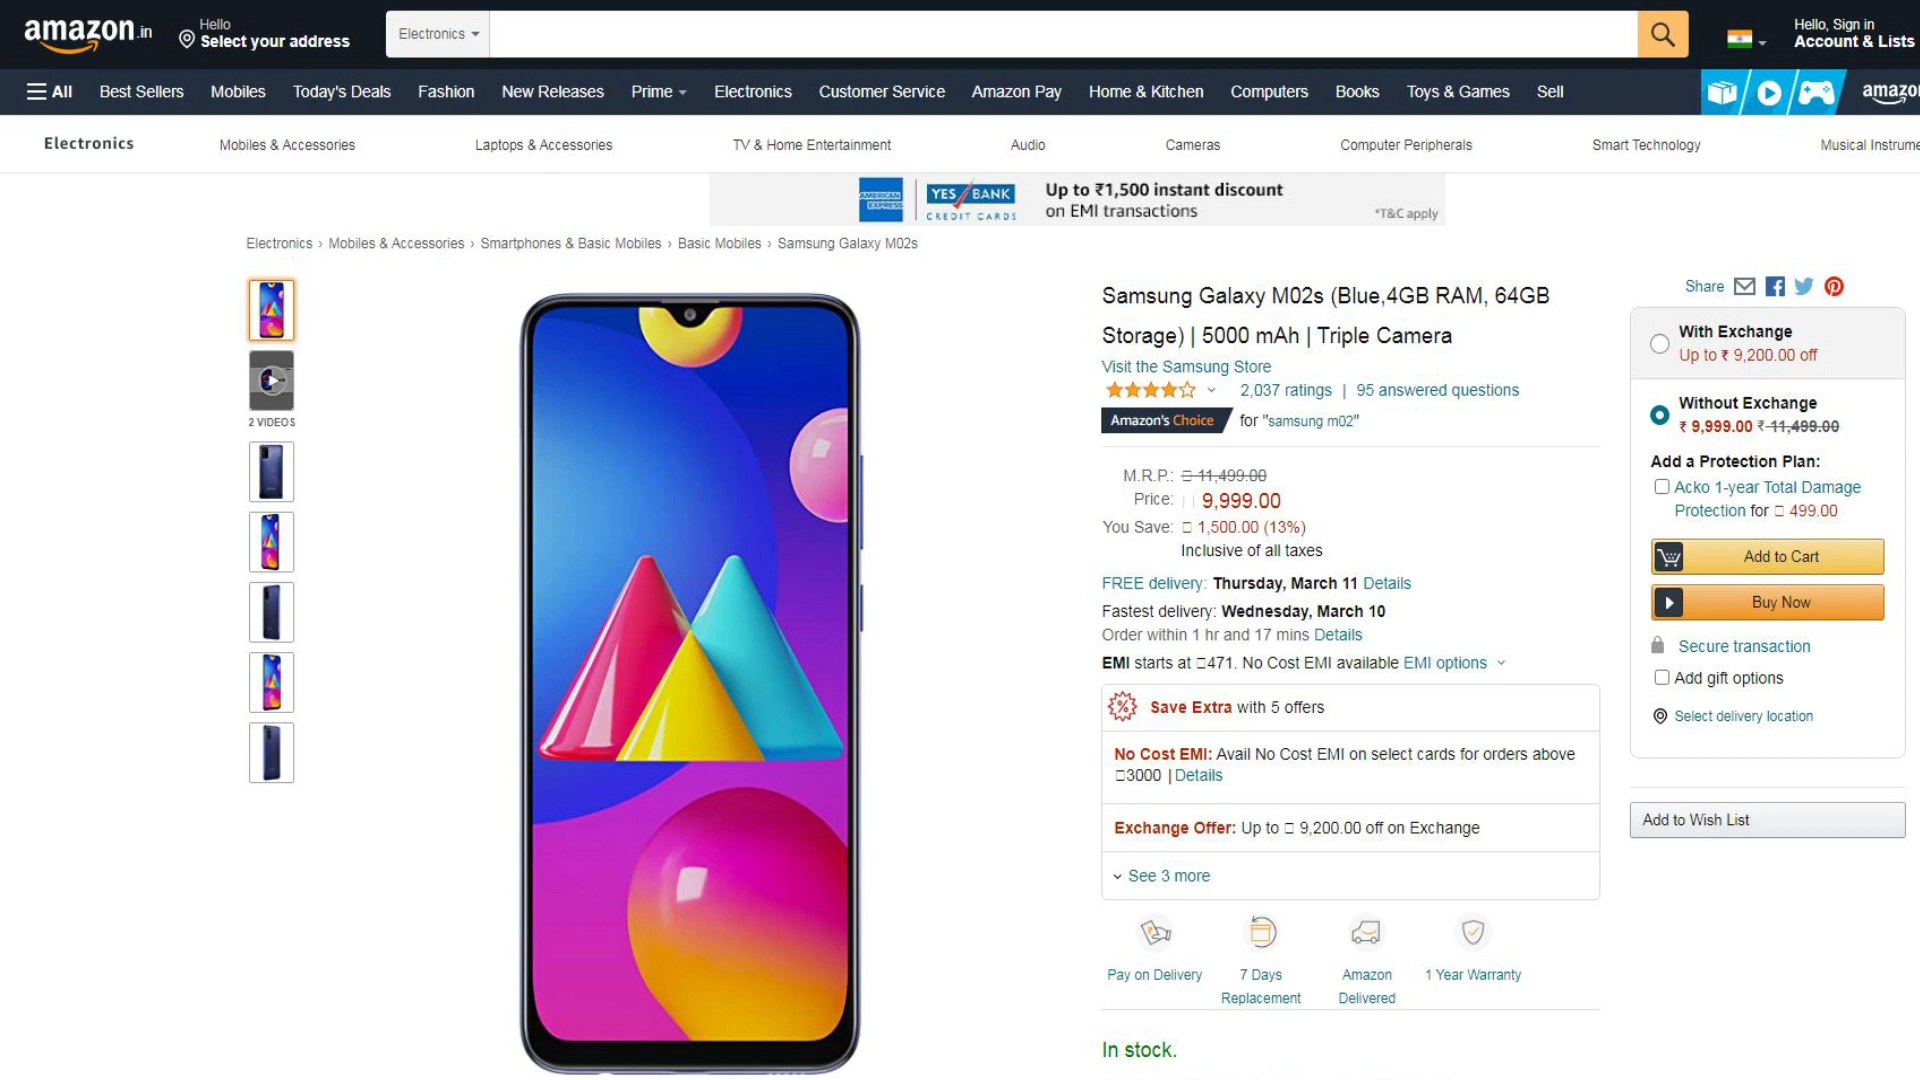 amazon.in
Hello
Select your address
Electronics
Hello, Sign in
Account & Lists
All
Best Sellers
Mobiles
Today's Deals
Fashion
New Releases
Prime
Electronics
Customer Service
Amazon Pay
Home & Kitchen
Computers
Books
Toys & Games
Sell
amazo
Electronics
Mobiles & Accessories
Laptops & Accessories
TV & Home Entertainment
Audio
Cameras
Computer Peripherals
Smart Technology
Musical Instrume
AMERICAN
EXPRESS
YES BANK
CREDIT CARDS
Up to ₹1,500 instant discount
on EMI transactions
*T&C apply
Electronics › Mobiles & Accessories › Smartphones & Basic Mobiles › Basic Mobiles › Samsung Galaxy M02s
2 VIDEOS
Samsung Galaxy M02s (Blue,4GB RAM, 64GB
Storage) | 5000 mAh | Triple Camera
Visit the Samsung Store
2,037 ratings | 95 answered questions
Amazon's Choice for "samsung m02"
M.R.P.: 11,499.00
Price: 9,999.00
You Save: 1,500.00 (13%)
Inclusive of all taxes
FREE delivery: Thursday, March 11 Details
Fastest delivery: Wednesday, March 10
Order within 1 hr and 17 mins Details
EMI starts at □471. No Cost EMI available EMI options
Save Extra with 5 offers
No Cost EMI: Avail No Cost EMI on select cards for orders above
□3000 | Details
Exchange Offer: Up to □ 9,200.00 off on Exchange
See 3 more
Pay on Delivery
7 Days
Replacement
Amazon
Delivered
1 Year Warranty
In stock.
Share
With Exchange
Up to ₹ 9,200.00 off
Without Exchange
₹ 9,999.00 ₹ 11,499.00
Add a Protection Plan:
Acko 1-year Total Damage
Protection for □ 499.00
Add to Cart
Buy Now
Secure transaction
Add gift options
Select delivery location
Add to Wish List